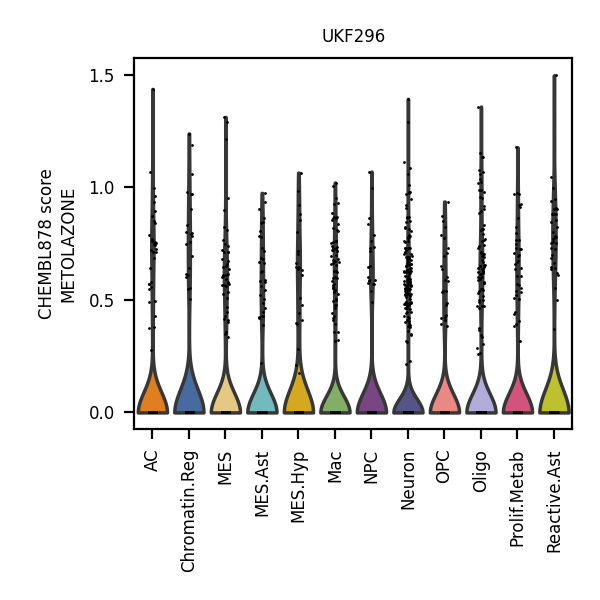 UKF296
CHEMBL878 score
METOLAZONE
1.5
1.0
0.5
0.0
AC
Chromatin.Reg
MES
MES.Ast
MES.Hyp
Mac
NPC
Neuron
OPC
Oligo
Prolif.Metab
Reactive.Ast